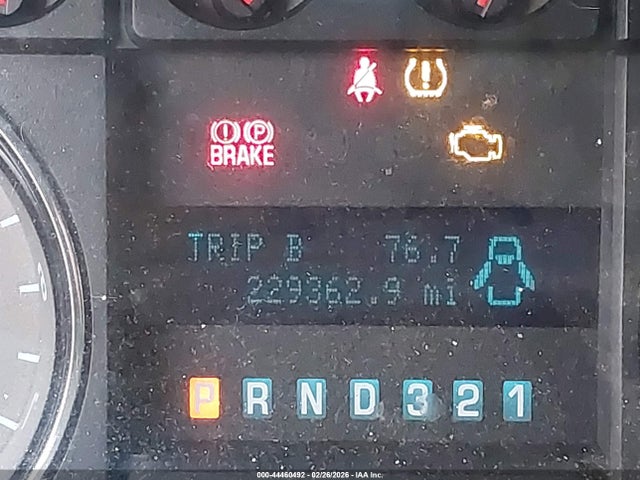 ! P
BRAKE
TRIP B 76.7
229362.9 mi
P R N D 3 2 1
000-44460492 - 02/26/2026 - IAA Inc.